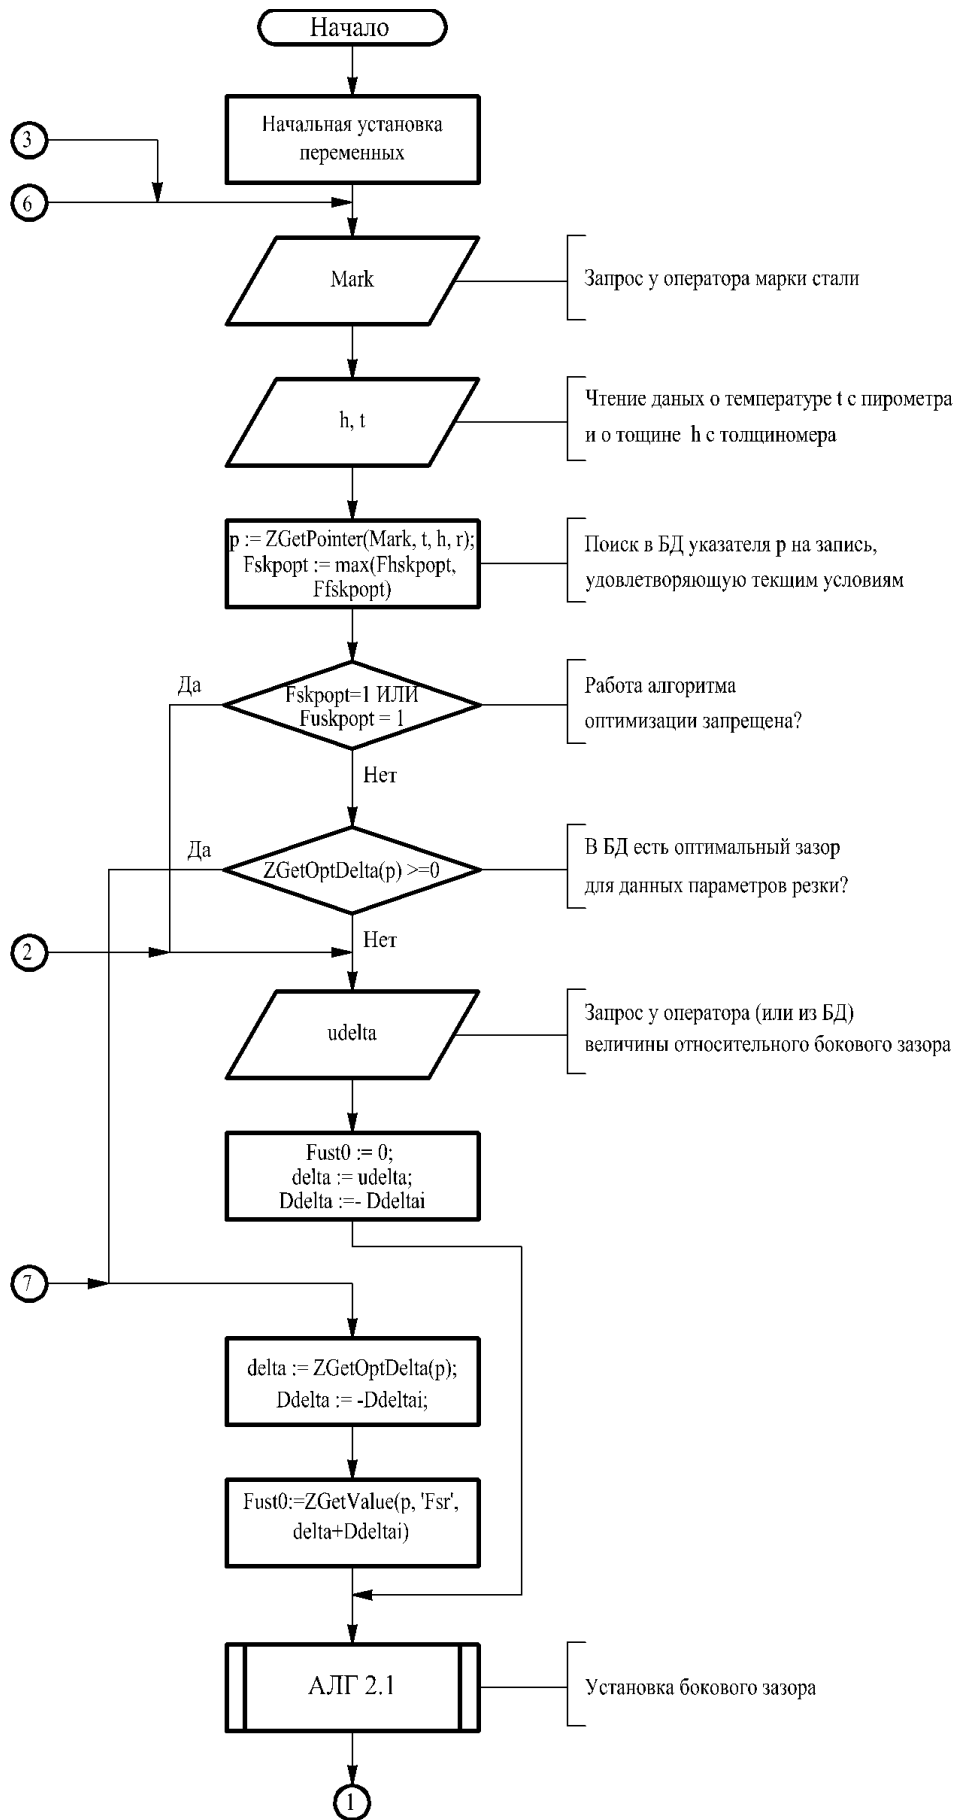 Начало
Начальная установка
переменных
3
6
Mark
Запрос у оператора марки стали
h, t
Чтение даных о температуре t с пирометра
и о тощине h с толщиномера
p := ZGetPointer(Mark, t, h, r);
Fskpopt := max(Fhskpopt,
Ffskpopt)
Поиск в БД указателя р на запись,
удовлетворяющую текщим условиям
Да
Fskpopt=1 ИЛИ
Fuskpopt = 1
Работа алгоритма
оптимизации запрещена?
Нет
Да
ZGetOptDelta(p) >=0
В БД есть оптимальный зазор
для данных параметров резки?
Нет
2
udelta
Запрос у оператора (или из БД)
величины относительного бокового зазора
Fust0 := 0;
delta := udelta;
Ddelta :=- Ddeltai
7
delta := ZGetOptDelta(p);
Ddelta := -Ddeltai;
Fust0:=ZGetValue(p, 'Fsr',
delta+Ddeltai)
АЛГ 2.1
Установка бокового зазора
1